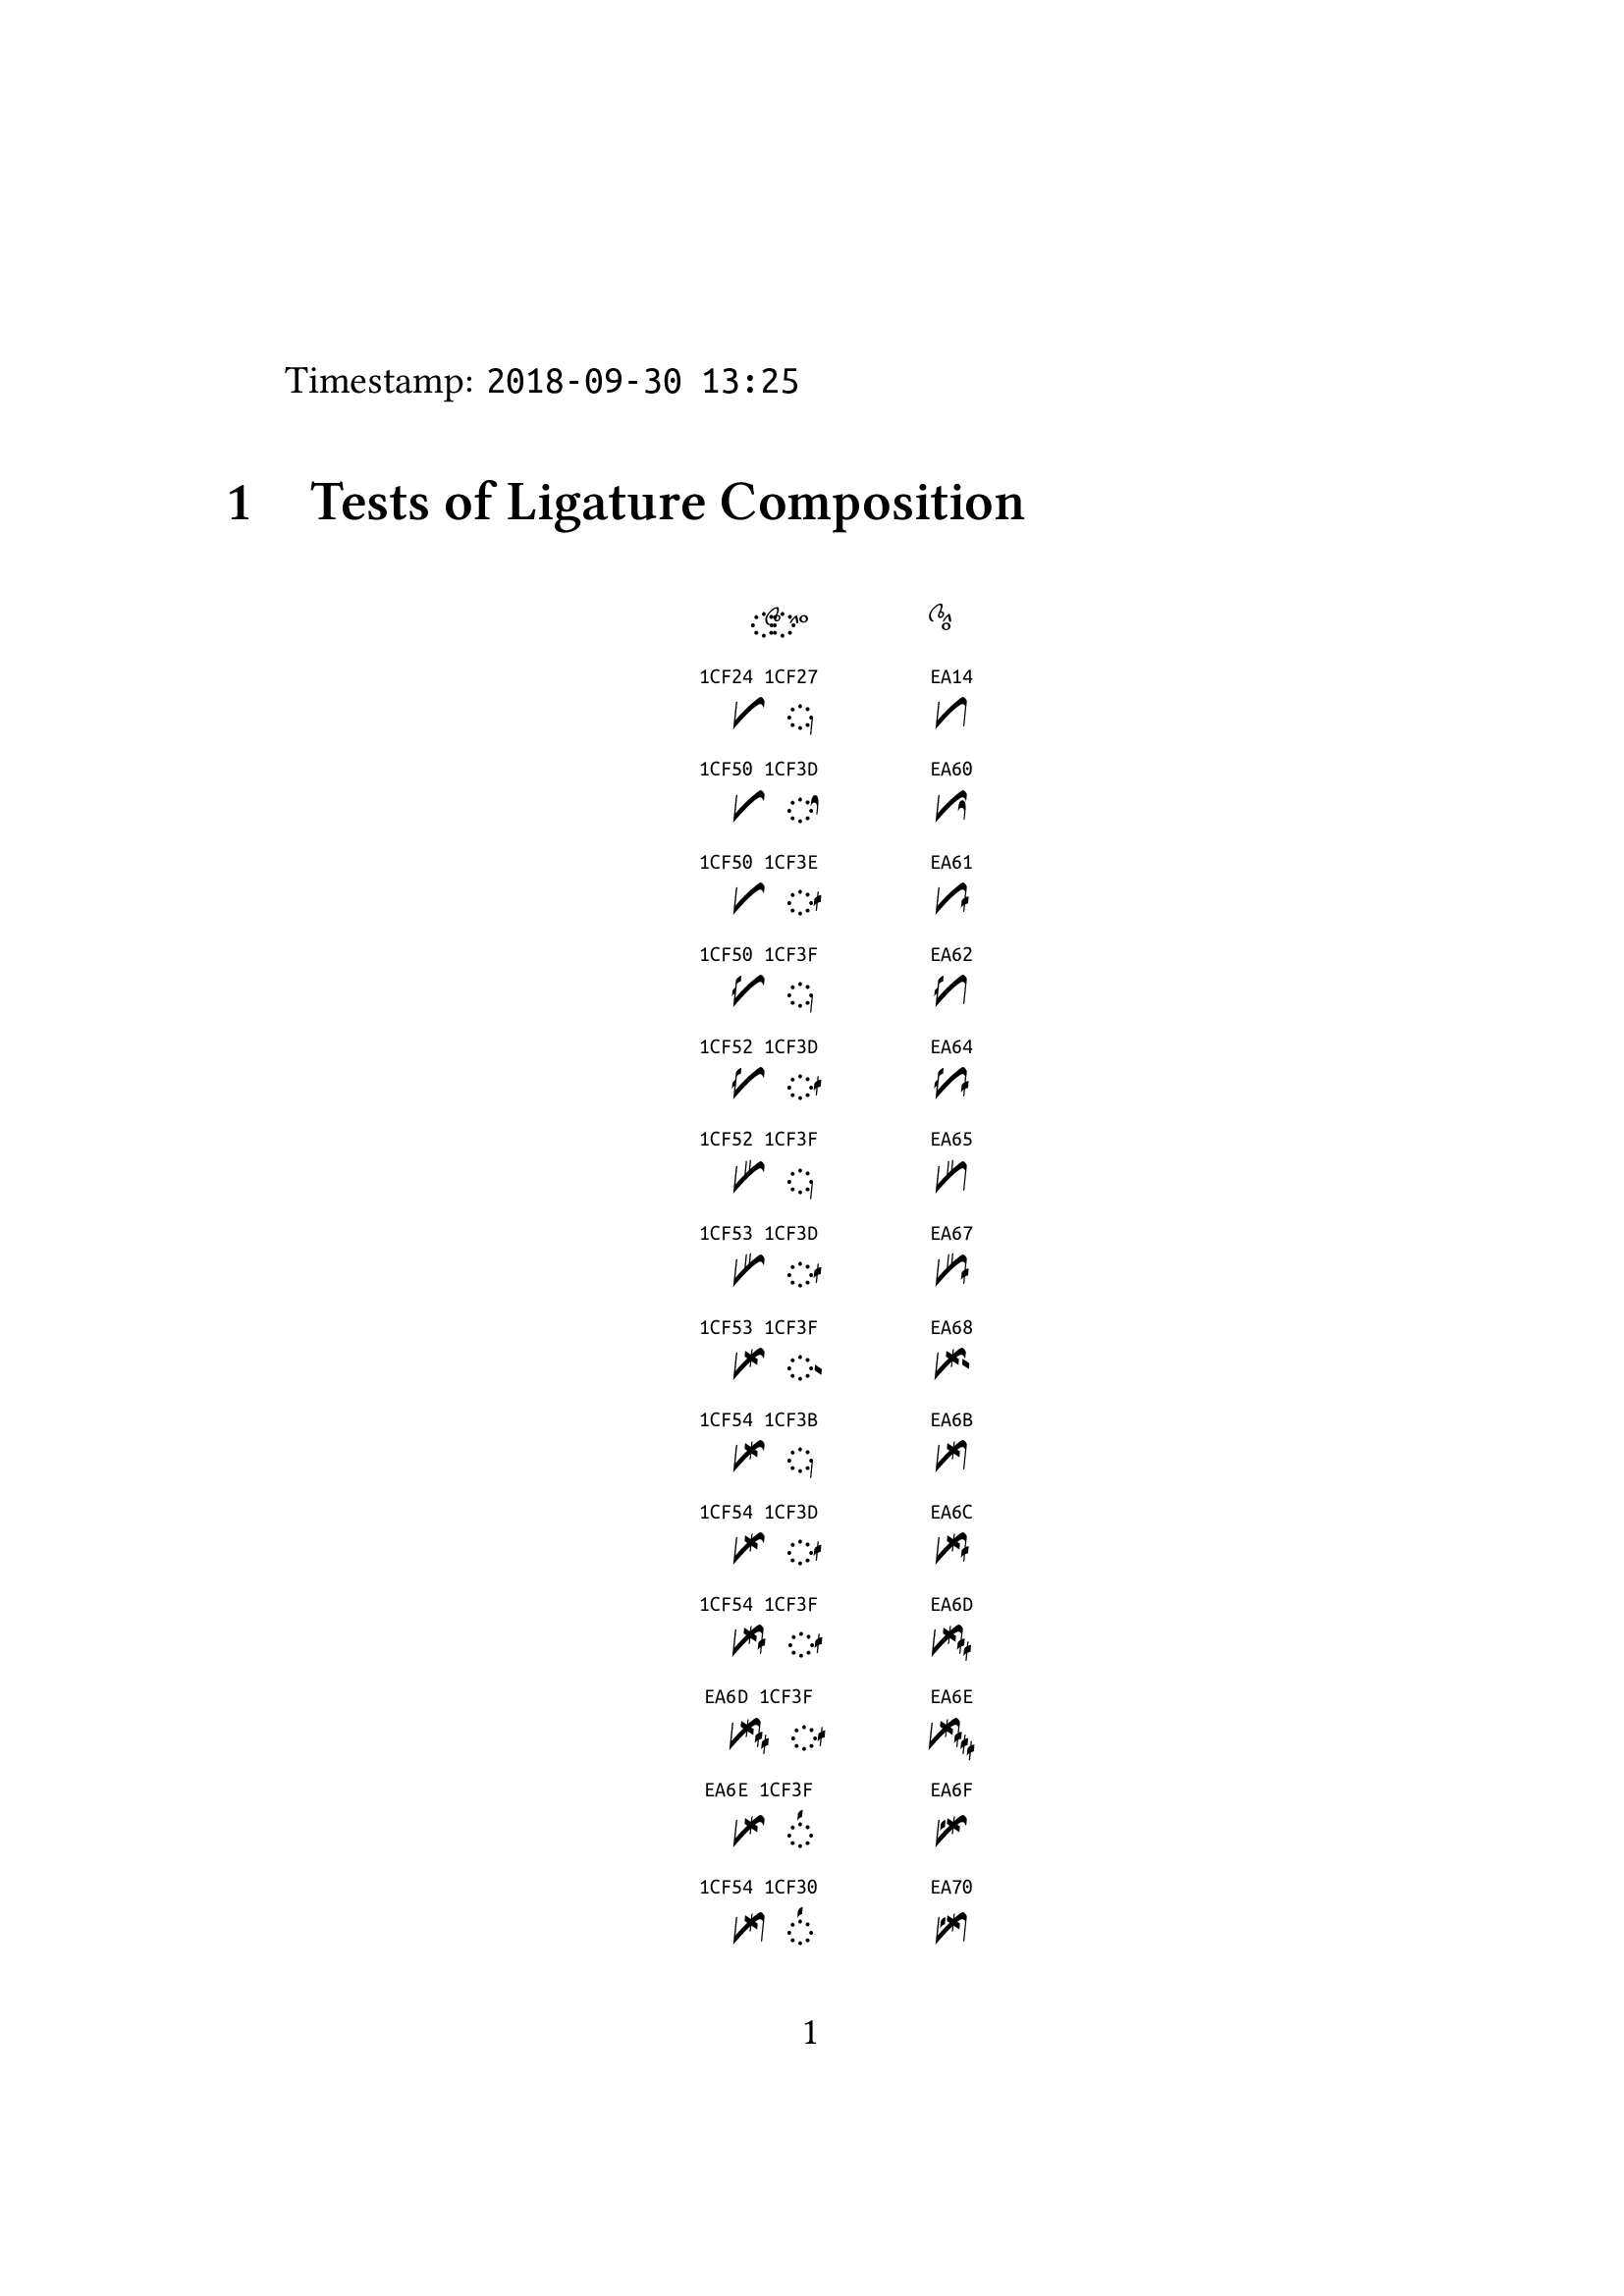 Timestamp: 2018-09-30 13:25
1 Tests of Ligature Composition
1CF24 1CF27 EA14
1CF50 1CF3D EA60
1CF50 1CF3E EA61
1CF50 1CF3F EA62
1CF52 1CF3D EA64
1CF52 1CF3F EA65
1CF53 1CF3D EA67
1CF53 1CF3F EA68
1CF54 1CF3B EA6B
1CF54 1CF3D EA6C
1CF54 1CF3F EA6D
EA6D 1CF3F EA6E
EA6E 1CF3F EA6F
1CF54 1CF30 EA70
1